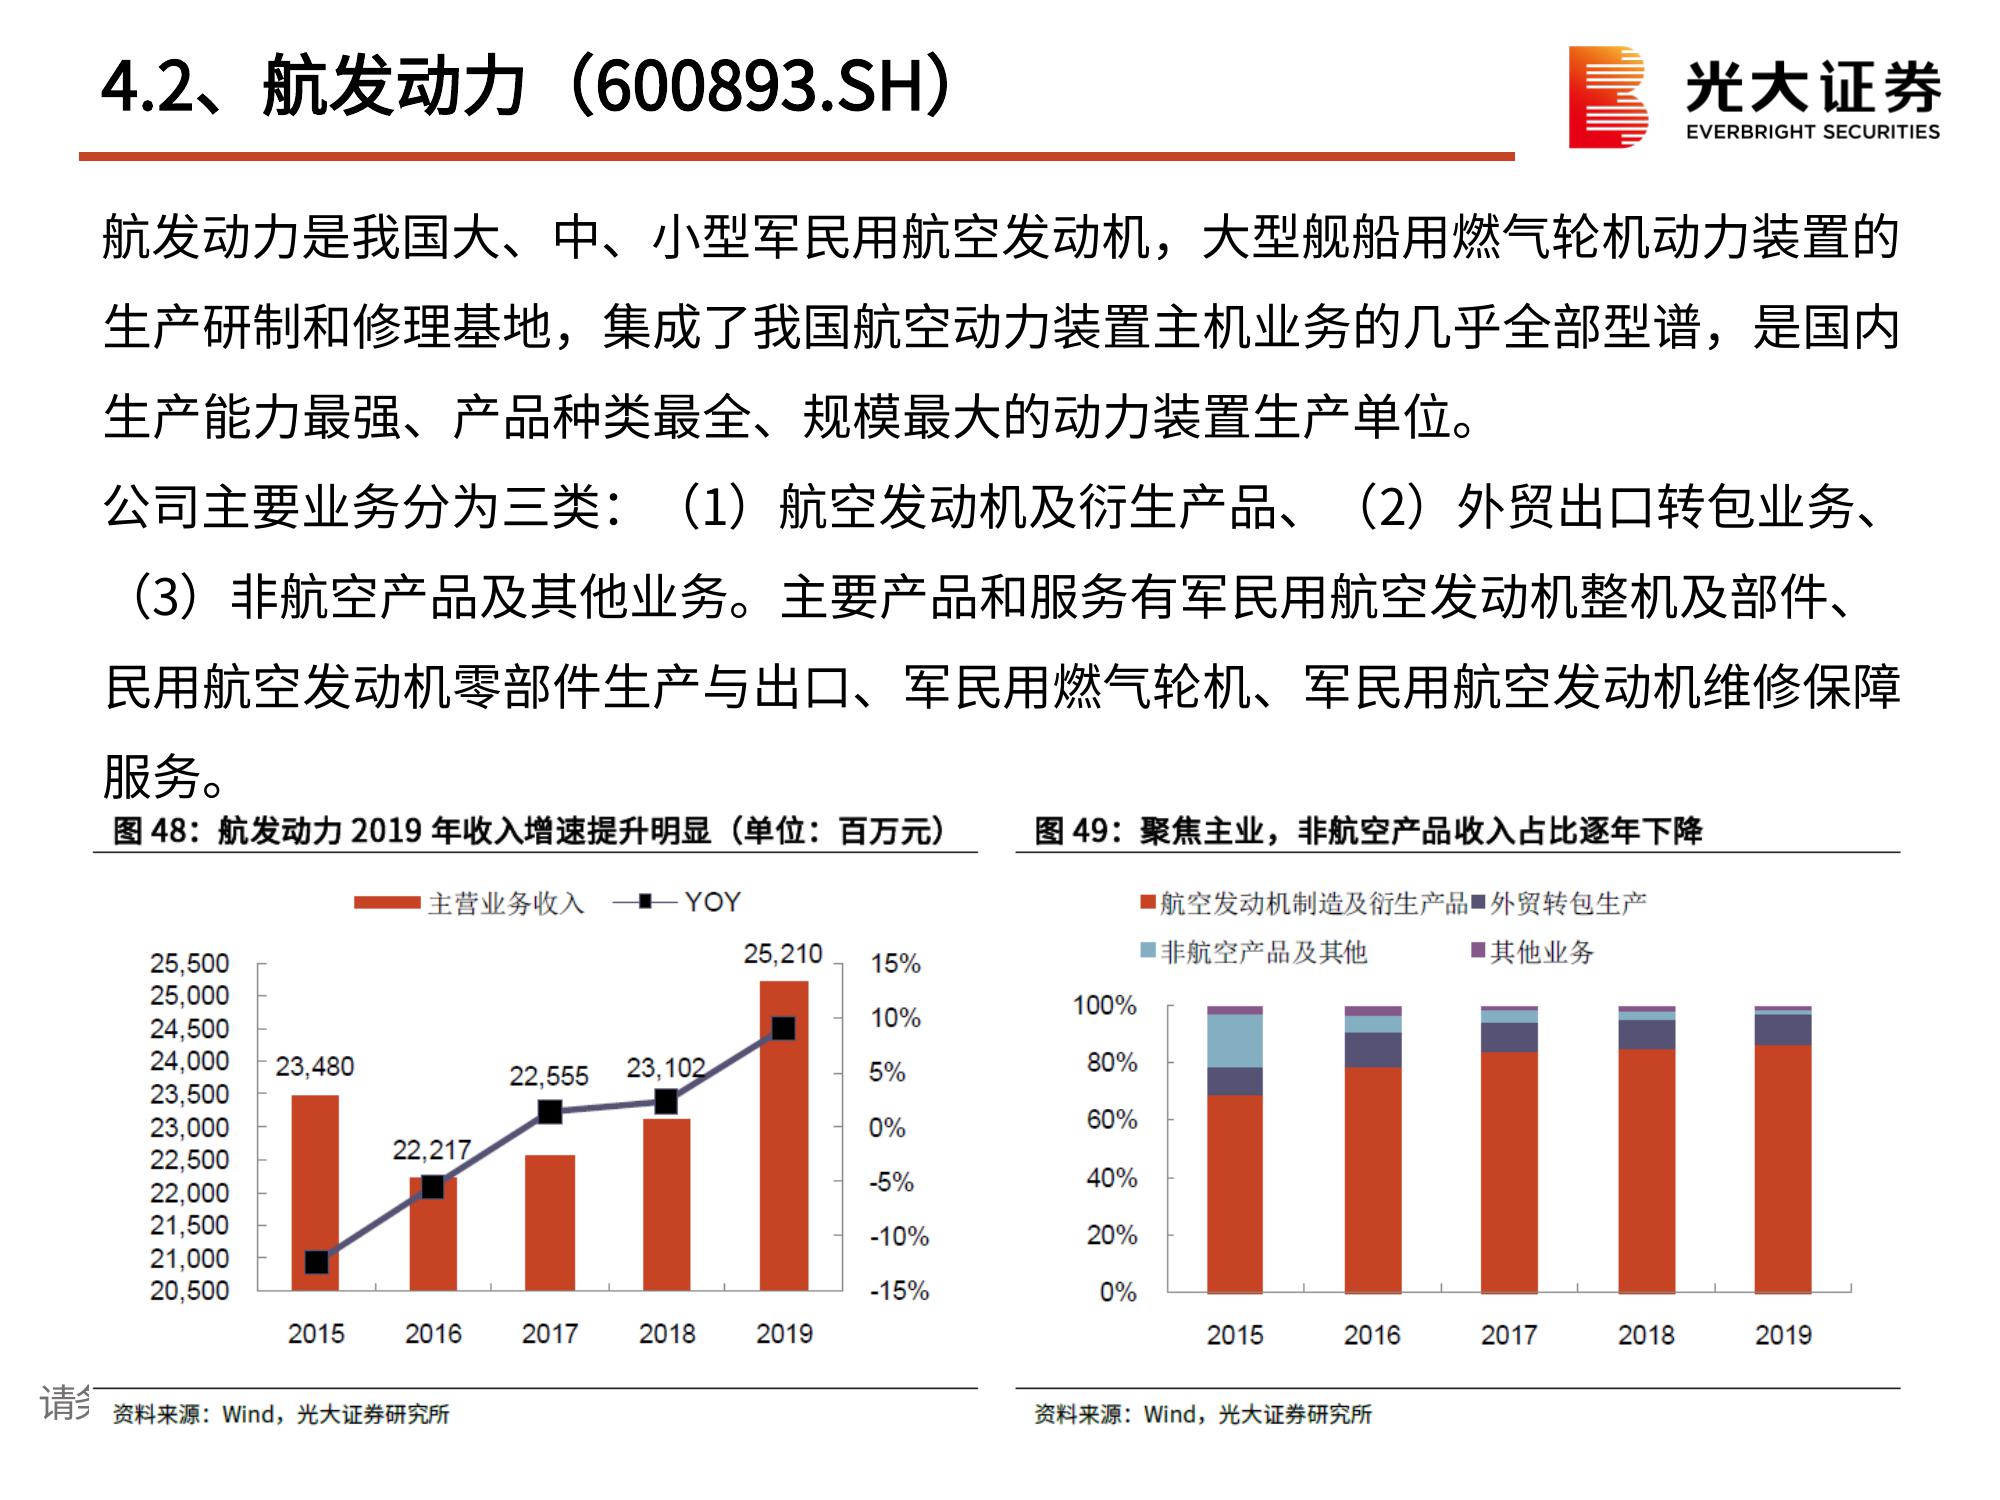 4.2、航发动力（600893.SH）
光大证券
EVERBRIGHT SECURITIES
航发动力是我国大、中、小型军民用航空发动机，大型舰船用燃气轮机动力装置的
生产研制和修理基地，集成了我国航空动力装置主机业务的几乎全部型谱，是国内
生产能力最强、产品种类最全、规模最大的动力装置生产单位。
公司主要业务分为三类：（1）航空发动机及衍生产品、（2）外贸出口转包业务、
（3）非航空产品及其他业务。主要产品和服务有军民用航空发动机整机及部件、
民用航空发动机零部件生产与出口、军民用燃气轮机、军民用航空发动机维修保障
服务。
图 48：航发动力 2019 年收入增速提升明显（单位：百万元）
主营业务收入 YOY
25,500
25,000
24,500
24,000
23,500
23,000
22,500
22,000
21,500
21,000
20,500
23,480
22,217
22,555
23,102
25,210
15%
10%
5%
0%
-5%
-10%
-15%
2015 2016 2017 2018 2019
资料来源：Wind，光大证券研究所
图 49：聚焦主业，非航空产品收入占比逐年下降
航空发动机制造及衍生产品 外贸转包生产
非航空产品及其他 其他业务
100%
80%
60%
40%
20%
0%
2015 2016 2017 2018 2019
资料来源：Wind，光大证券研究所
请